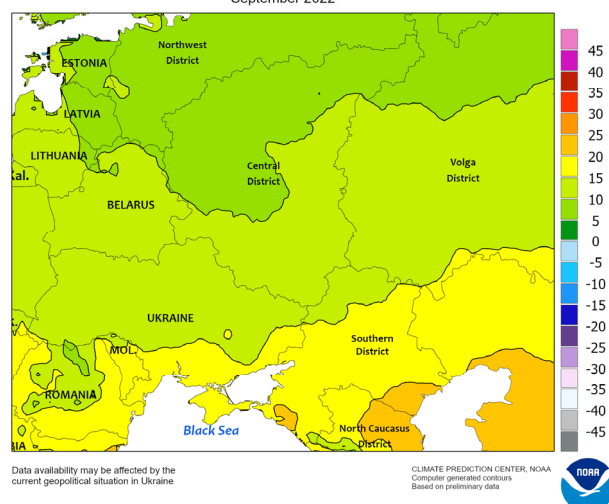 September 2022
Northwest
District
ESTONIA
LATVIA
LITHUANIA
Kal.
BELARUS
Central
District
Volga
District
UKRAINE
MOL.
ROMANIA
Southern
District
North Caucasus
District
Black Sea
45
40
35
30
25
20
15
10
5
0
-5
-10
-15
-20
-25
-30
-35
-40
-45
Data availability may be affected by the
current geopolitical situation in Ukraine
CLIMATE PREDICTION CENTER, NOAA
Computer generated contours
Based on preliminary data
NOAA